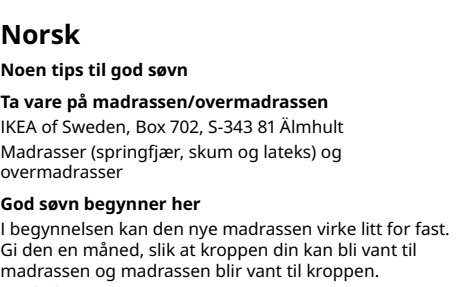 Norsk
Noen tips til god søvn
Ta vare på madrassen/overmadrassen
IKEA of Sweden, Box 702, S-343 81 Älmhult
Madrasser (springfjær, skum og lateks) og
overmadrasser
God søvn begynner her
I begynnelsen kan den nye madrassen virke litt for fast.
Gi den en måned, slik at kroppen din kan bli vant til
madrassen og madrassen blir vant til kroppen.